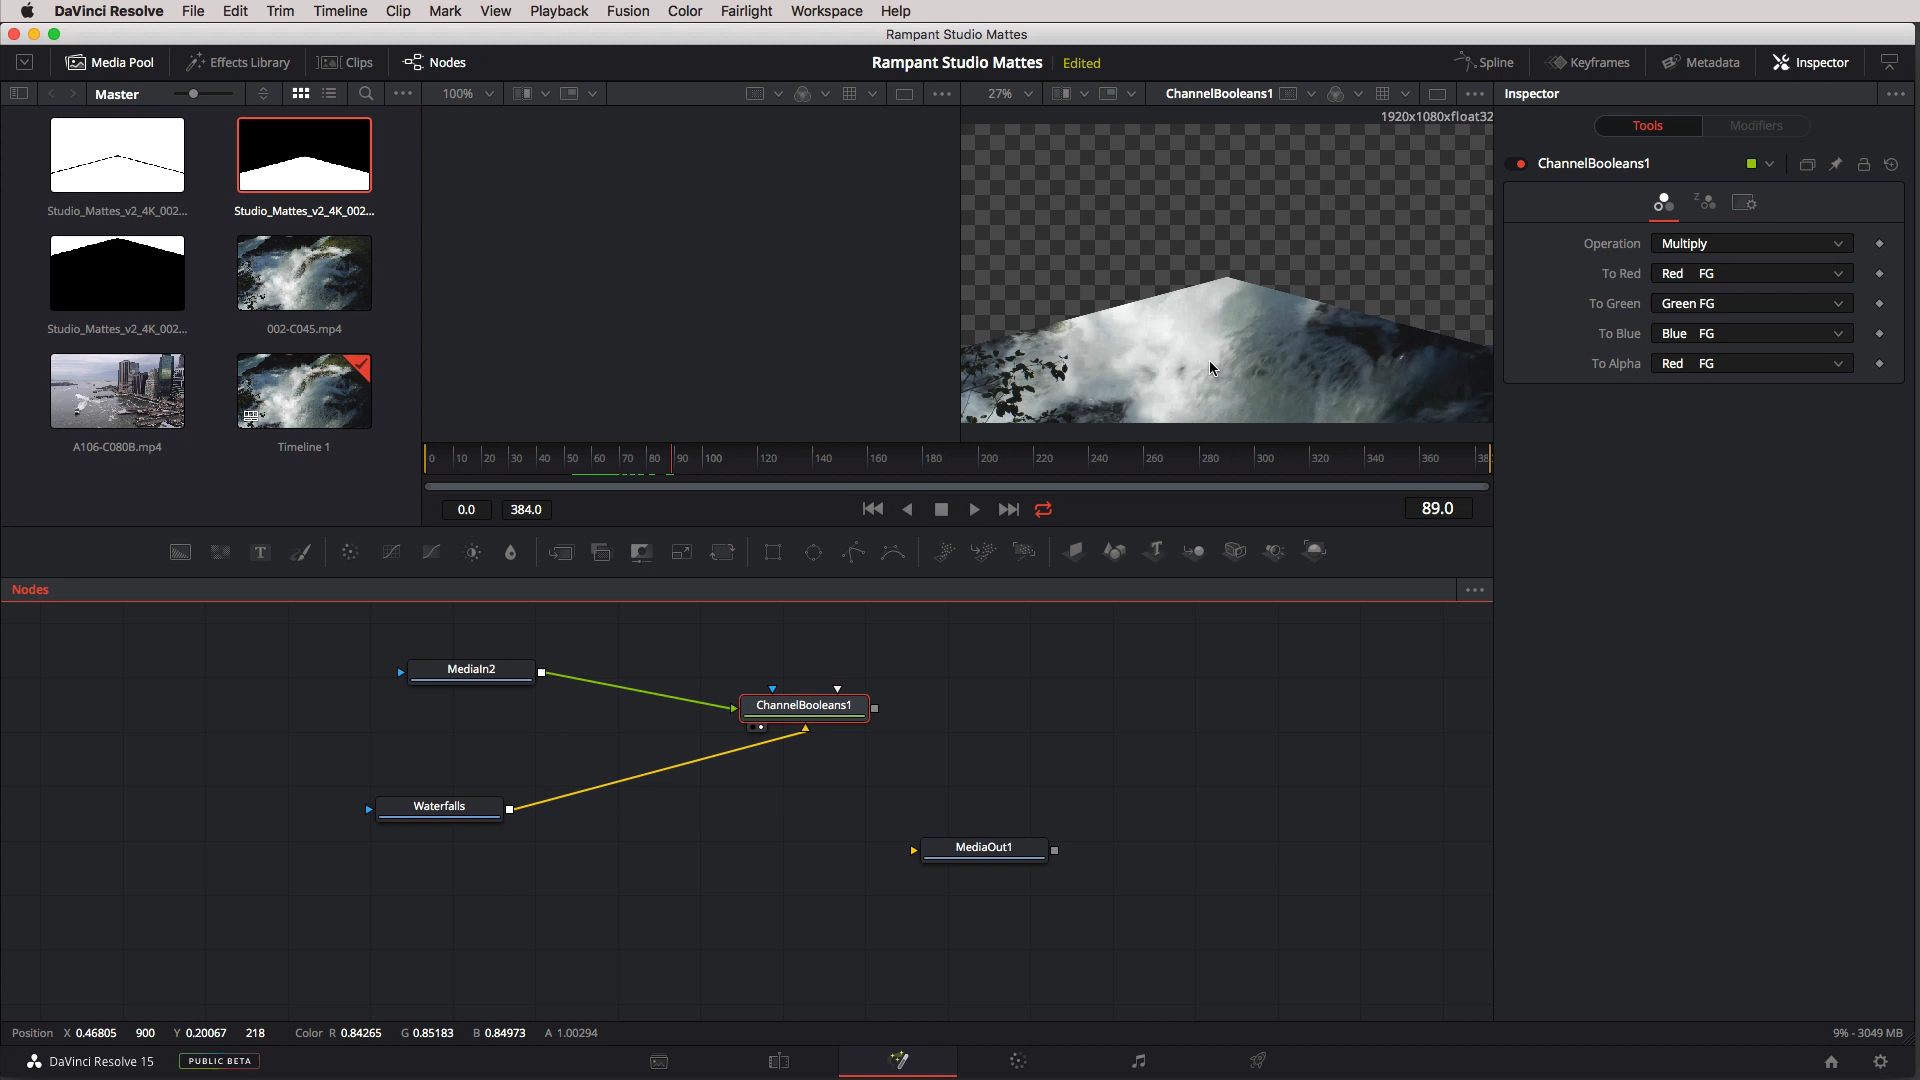 DaVinci Resolve File Edit Trim Timeline Clip Mark View Playback Fusion Color Fairlight Workspace Help
Rampant Studio Mattes
Media Pool Effects Library Clips Nodes Rampant Studio Mattes Edited Spline Keyframes Metadata Inspector
Master 100% 27% ChannelBooleans1 Inspector
1920x1080xfloat32
Tools Modifiers
ChannelBooleans1
Studio_Mattes_v2_4K_002... Studio_Mattes_v2_4K_002...
Operation Multiply
To Red Red FG
To Green Green FG
Studio_Mattes_v2_4K_002... 002-C045.mp4
To Blue Blue FG
To Alpha Red FG
A106-C080B.mp4 Timeline 1
0 10 20 30 40 50 60 70 80 90 100 120 140 160 180 200 220 240 260 280 300 320 340 360 38
0.0 384.0 89.0
Nodes
MediaIn2
ChannelBooleans1
Waterfalls
MediaOut1
Position X 0.46805 900 Y 0.20067 218 Color R 0.84265 G 0.85183 B 0.84973 A 1.00294 9% - 3049 MB
DaVinci Resolve 15 PUBLIC BETA